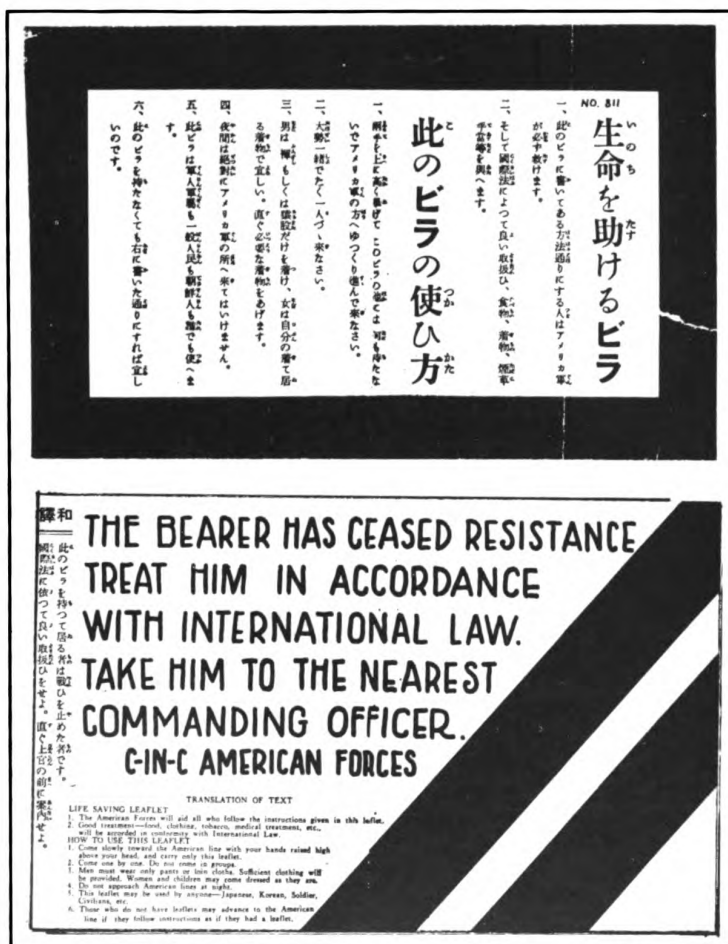 NO. 811
いのち たす
生命を助けるビラ
一、此のビラに書いてある方法通りにする人はアメリカ軍
が必ず救けます。
二、そして國際法によつて良い取扱ひ、食物、着物、煙草
手當等を與へます。
こ つか かた
此のビラの使ひ方
一、兩手を上に高く擧げて このビラの他には何も持たな
いでアメリカ軍の方へゆつくり進んで来なさい。
二、大勢一緒でなく一人づゝ来なさい。
三、男は褌もしくは猿股だけを着け、女は自分の着て居
る着物で宜しい。直ぐ必要な着物をあげます。
四、夜間は絶對にアメリカ軍の所へ来てはいけません。
五、此ビラは軍人軍屬も一般人民も朝鮮人も誰でも使へま
す。
六、此のビラを持たなくても右に書いた通りにすれば宜し
いのです。
譯和
此のビラを持つて居る者は戰ひを止めた者です。
國際法に依つて良い取扱ひをせよ。直ぐ上官の前に案内せよ。
THE BEARER HAS CEASED RESISTANCE
TREAT HIM IN ACCORDANCE
WITH INTERNATIONAL LAW.
TAKE HIM TO THE NEAREST
COMMANDING OFFICER.
C-IN-C AMERICAN FORCES
TRANSLATION OF TEXT
LIFE SAVING LEAFLET
1. The American Forces will aid all who follow the instructions given in this leaflet.
2. Good treatment—food, clothing, tobacco, medical treatment, etc.,
will be accorded in conformity with International Law.
HOW TO USE THIS LEAFLET
1. Come slowly toward the American line with your hands raised high
above your head, and carry only this leaflet.
2. Come one by one. Do not come in groups.
3. Men must wear only pants or loin cloths. Sufficient clothing will
be provided. Women and children may come dressed as they are.
4. Do not approach American lines at night.
5. This leaflet may be used by anyone—Japanese, Korean, Soldier,
Civilians, etc.
6. Those who do not have leaflets may advance to the American
line if they follow instructions as if they had a leaflet.